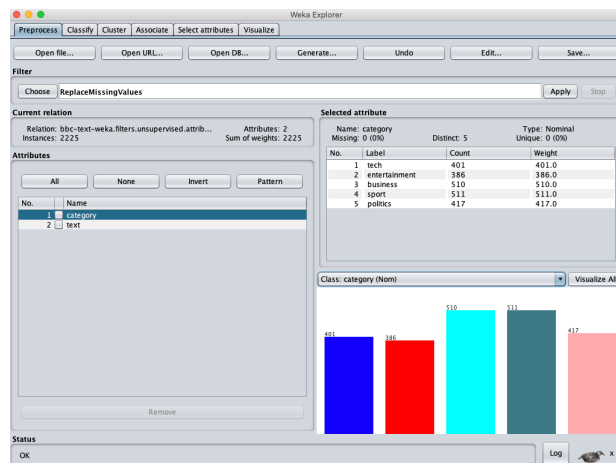 Weka Explorer
Preprocess Classify Cluster Associate Select attributes Visualize
Open file... Open URL... Open DB... Generate... Undo Edit... Save...
Filter
Choose ReplaceMissingValues Apply Stop
Current relation
Relation: bbc-text-weka.filters.unsupervised.attrib... Attributes: 2
Instances: 2225 Sum of weights: 2225
Attributes
All None Invert Pattern
No. Name
1 category
2 text
Remove
Selected attribute
Name: category Type: Nominal
Missing: 0 (0%) Distinct: 5 Unique: 0 (0%)
No. Label Count Weight
1 tech 401 401.0
2 entertainment 386 386.0
3 business 510 510.0
4 sport 511 511.0
5 politics 417 417.0
Class: category (Nom) Visualize All
401 386 510 511 417
Status
OK Log x